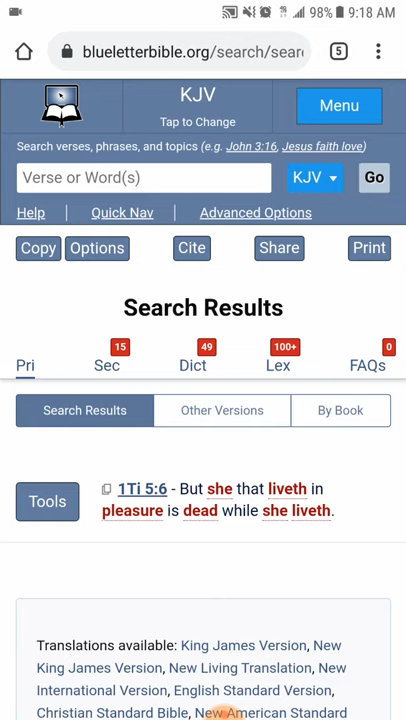 98% 9:18 AM
blueletterbible.org/search/sear
5
KJV
Tap to Change
Menu
Search verses, phrases, and topics (e.g. John 3:16, Jesus faith love)
Verse or Word(s)
KJV
Go
Help | Quick Nav | Advanced Options
Copy Options Cite Share Print
Search Results
15 49 100+ 0
Pri Sec Dict Lex FAQs
Search Results Other Versions By Book
Tools
1Ti 5:6 - But she that liveth in
pleasure is dead while she liveth.
Translations available: King James Version, New
King James Version, New Living Translation, New
International Version, English Standard Version,
Christian Standard Bible, New American Standard